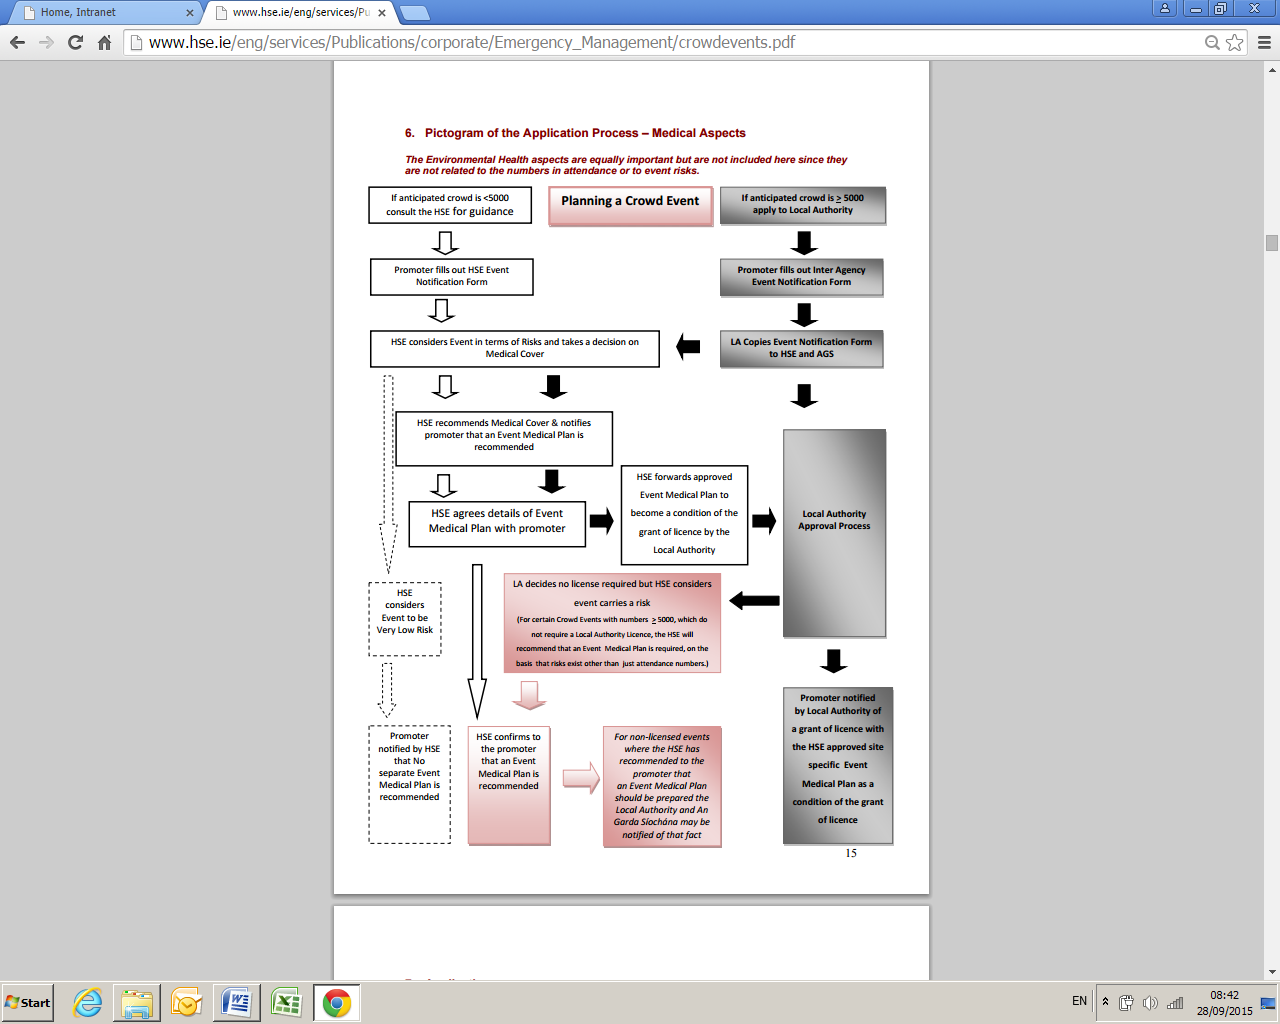 Home, Intranet
www.hse.ie/eng/services/Pu
www.hse.ie/eng/services/Publications/corporate/Emergency_Management/crowdevents.pdf
6. Pictogram of the Application Process – Medical Aspects
The Environmental Health aspects are equally important but are not included here since they
are not related to the numbers in attendance or to event risks.
If anticipated crowd is <5000
consult the HSE for guidance
Planning a Crowd Event
If anticipated crowd is ≥ 5000
apply to Local Authority
Promoter fills out HSE Event
Notification Form
Promoter fills out Inter Agency
Event Notification Form
HSE considers Event in terms of Risks and takes a decision on
Medical Cover
LA Copies Event Notification Form
to HSE and AGS
HSE recommends Medical Cover & notifies
promoter that an Event Medical Plan is
recommended
HSE agrees details of Event
Medical Plan with promoter
HSE forwards approved
Event Medical Plan to
become a condition of the
grant of licence by the
Local Authority
Local Authority
Approval Process
HSE
considers
Event to be
Very Low Risk
LA decides no license required but HSE considers
event carries a risk
(For certain Crowd Events with numbers ≥ 5000, which do
not require a Local Authority Licence, the HSE will
recommend that an Event Medical Plan is required, on the
basis that risks exist other than just attendance numbers.)
Promoter
notified by HSE
that No
separate Event
Medical Plan is
recommended
HSE confirms to
the promoter
that an Event
Medical Plan is
recommended
For non-licensed events
where the HSE has
recommended to the
promoter that
an Event Medical Plan
should be prepared the
Local Authority and An
Garda Síochána may be
notified of that fact
Promoter notified
by Local Authority of
a grant of licence with
the HSE approved site
specific Event
Medical Plan as a
condition of the grant
of licence
15
Start
EN
08:42
28/09/2015